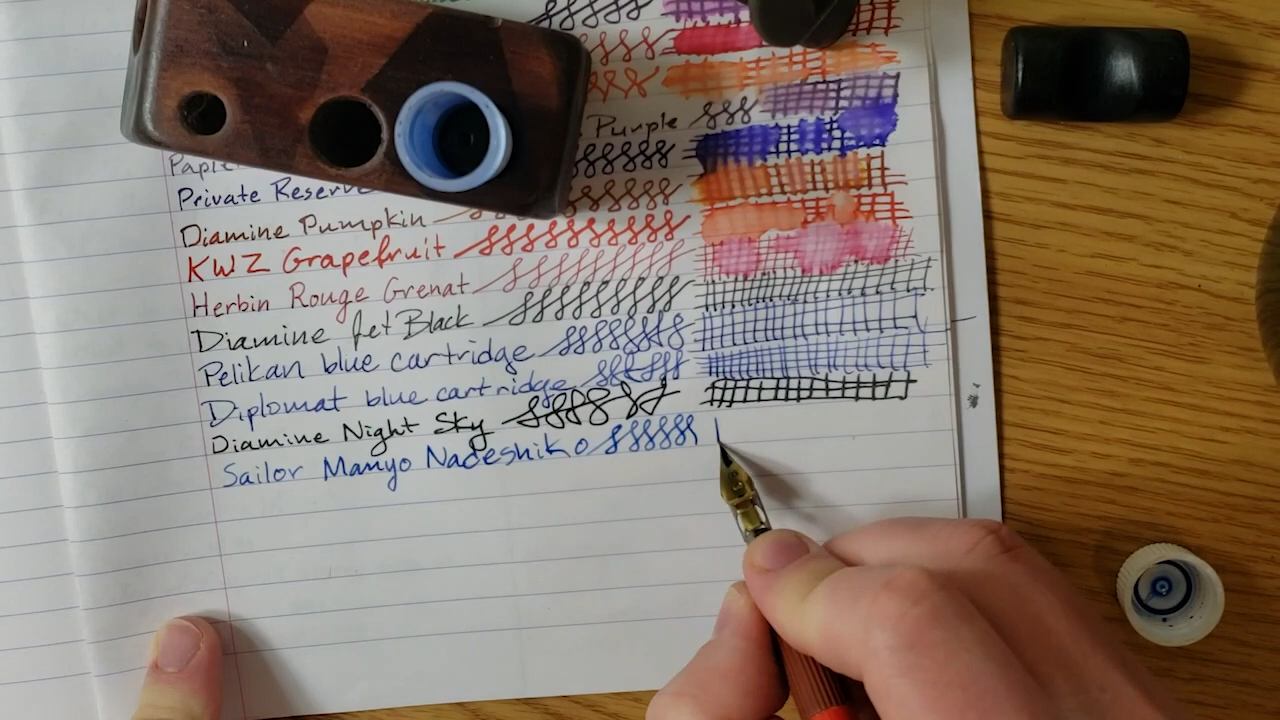 Purple
Private Reserve
Diamine Pumpkin
KWZ Grapefruit
Herbin Rouge Grenat
Diamine Jet Black
Pelikan blue cartridge
Diplomat blue cartridge
Diamine Night Sky
Sailor Manyo Nadeshiko